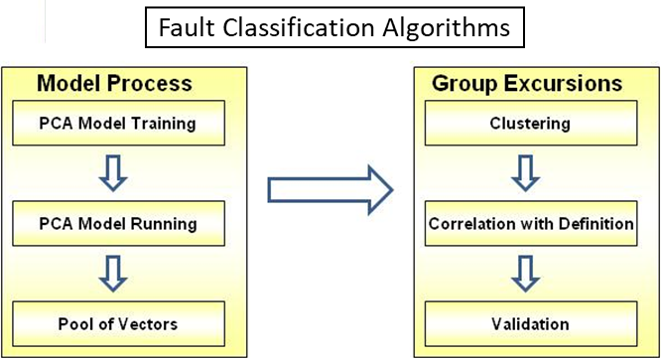 Fault Classification Algorithms
Model Process
PCA Model Training
PCA Model Running
Pool of Vectors
Group Excursions
Clustering
Correlation with Definition
Validation